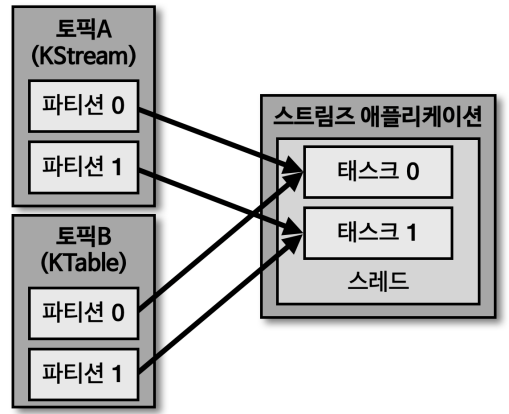 토픽A
(KStream)
파티션 0
파티션 1
토픽B
(KTable)
파티션 0
파티션 1
스트림즈 애플리케이션
태스크 0
태스크 1
스레드